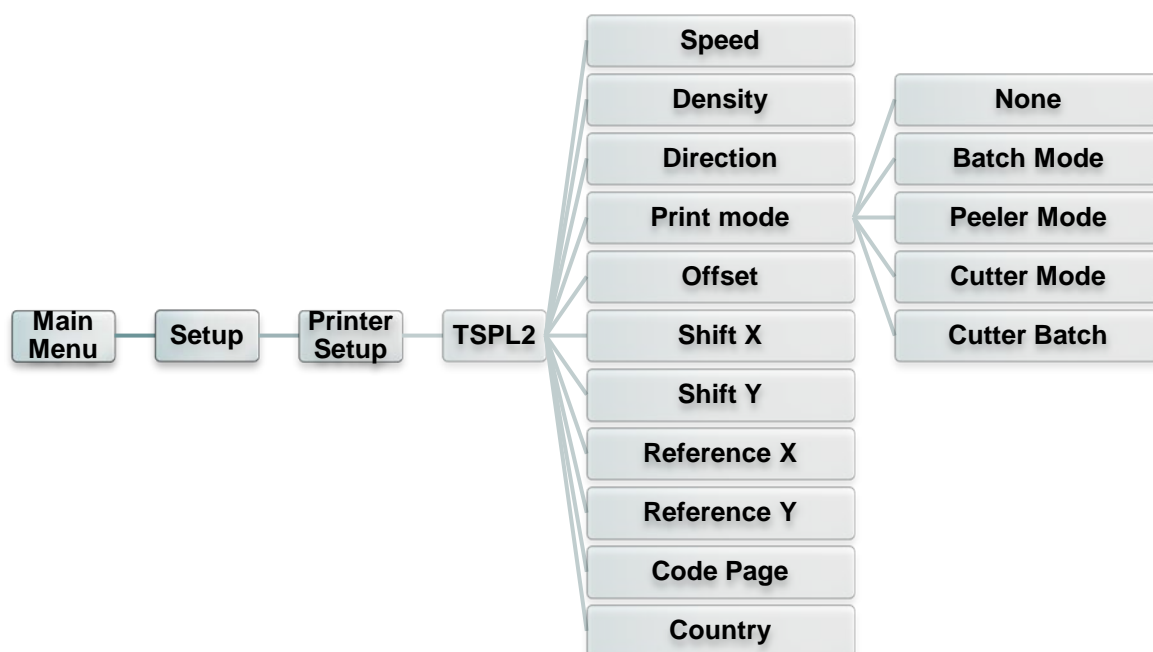 Main
Menu
Setup
Printer
Setup
TSPL2
Speed
Density
Direction
Print mode
Offset
Shift X
Shift Y
Reference X
Reference Y
Code Page
Country
None
Batch Mode
Peeler Mode
Cutter Mode
Cutter Batch